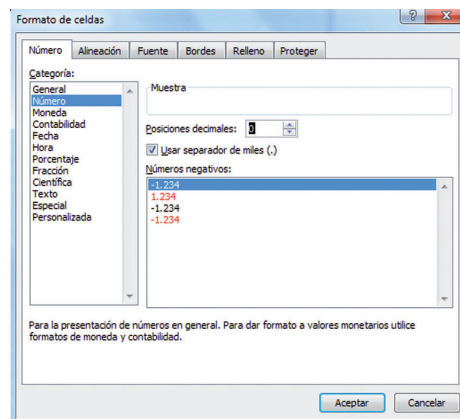 Formato de celdas
Número Alineación Fuente Bordes Relleno Proteger
Categoría:
General
Número
Moneda
Contabilidad
Fecha
Hora
Porcentaje
Fracción
Científica
Texto
Especial
Personalizada
Muestra
Posiciones decimales: 0
Usar separador de miles (.)
Números negativos:
-1.234
1.234
-1.234
-1.234
Para la presentación de números en general. Para dar formato a valores monetarios utilice
formatos de moneda y contabilidad.
Aceptar Cancelar